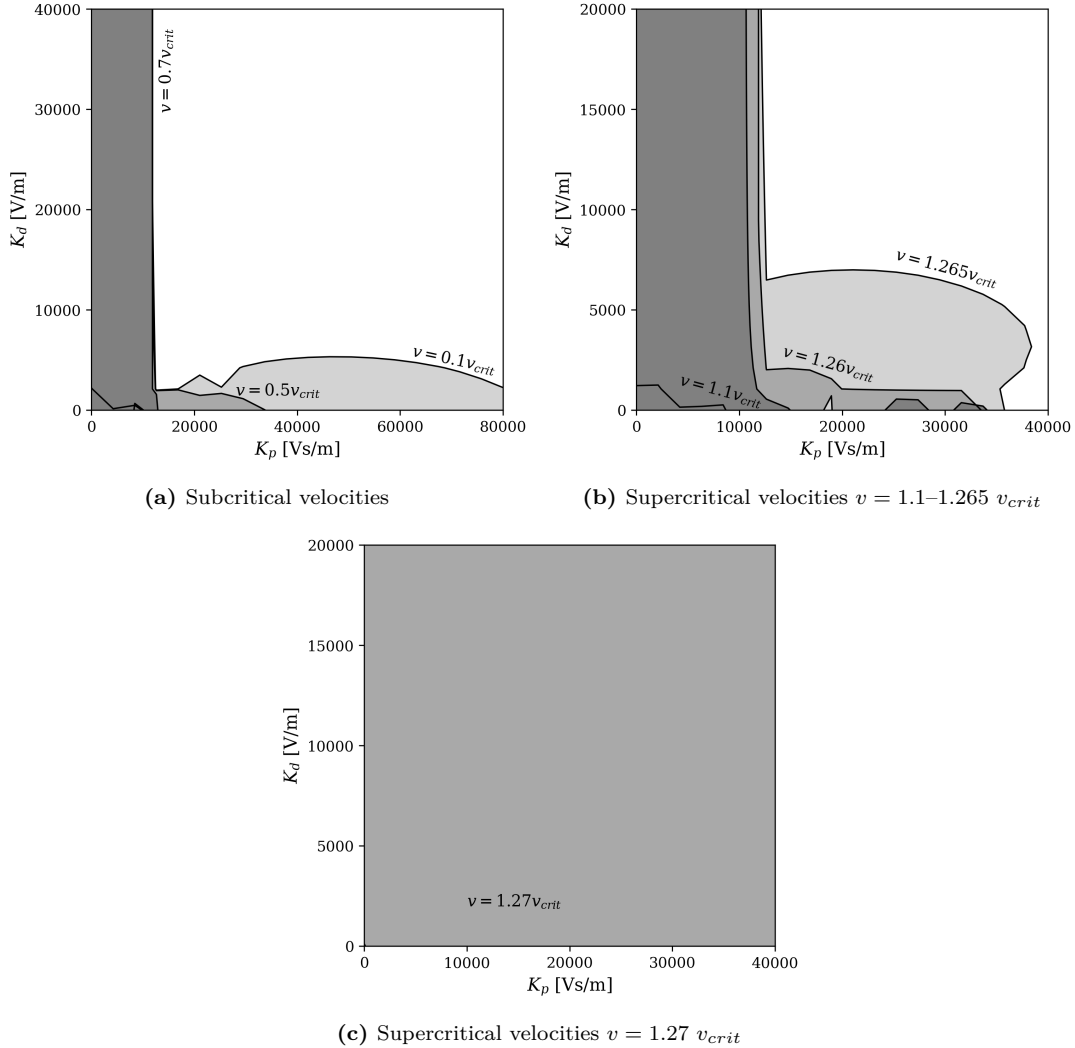 40000
30000
20000
10000
0
K_d [V/m]
v = 0.7v_crit
v = 0.1v_crit
v = 0.5v_crit
0 20000 40000 60000 80000
K_p [Vs/m]
(a) Subcritical velocities
20000
15000
10000
5000
0
K_d [V/m]
v = 1.265v_crit
v = 1.26v_crit
v = 1.1v_crit
0 10000 20000 30000 40000
K_p [Vs/m]
(b) Supercritical velocities v = 1.1–1.265 v_crit
20000
15000
10000
5000
0
K_d [V/m]
v = 1.27v_crit
0 10000 20000 30000 40000
K_p [Vs/m]
(c) Supercritical velocities v = 1.27 v_crit